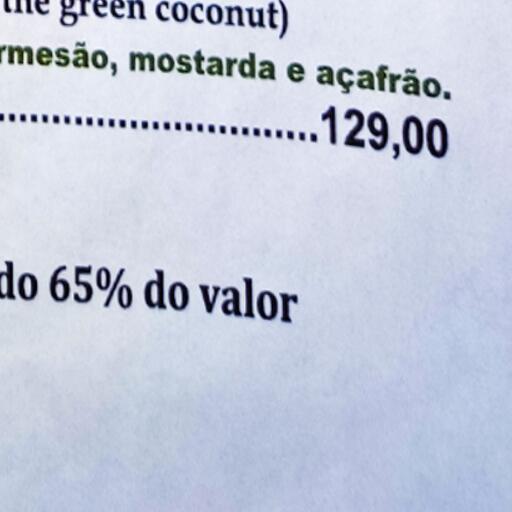 the green coconut)
rmesão, mostarda e açafrão.
............................129,00
do 65% do valor